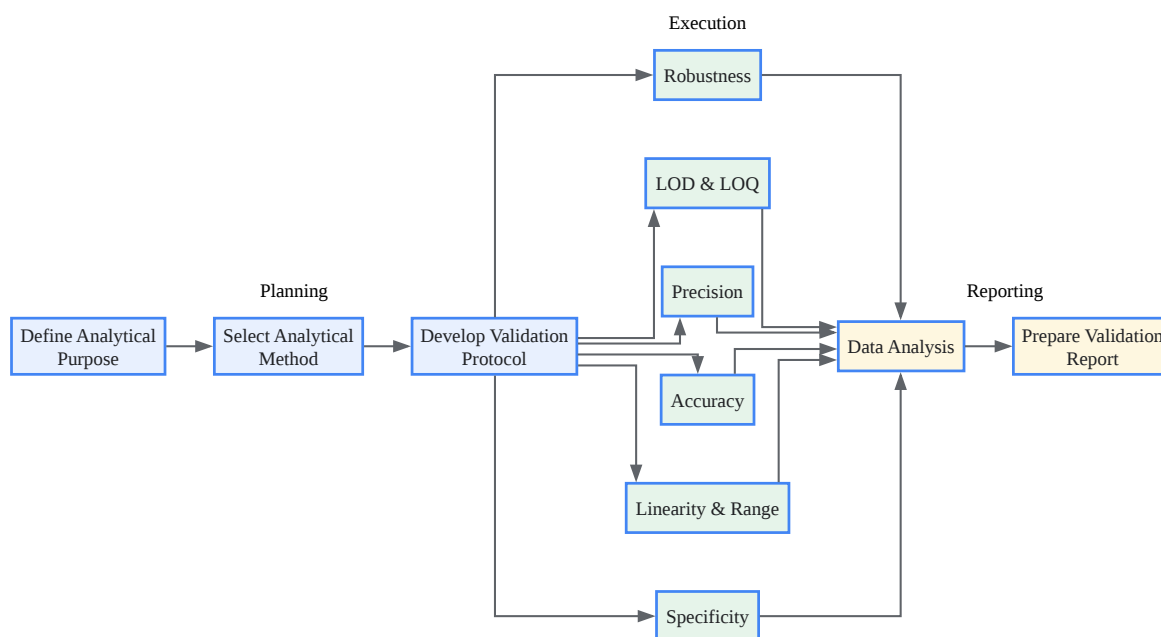 Execution
Robustness
LOD & LOQ
Precision
Planning
Reporting
Define Analytical
Purpose
Select Analytical
Method
Develop Validation
Protocol
Data Analysis
Prepare Validation
Report
Accuracy
Linearity & Range
Specificity